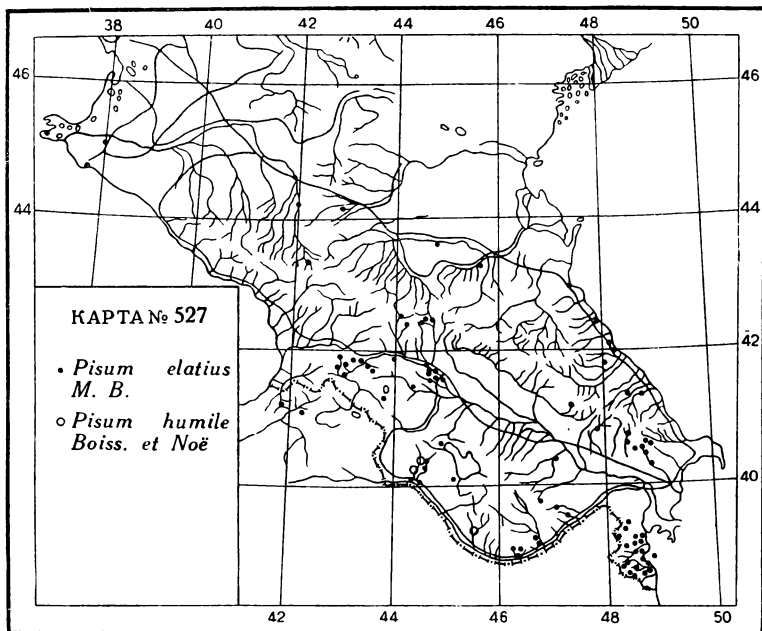 38 40 42 44 46 48 50
46 46
44 44
КАРТА № 527
42
• Pisum elatius
M. B.
○ Pisum humile
Boiss. et Noë
40
42 44 46 48 50